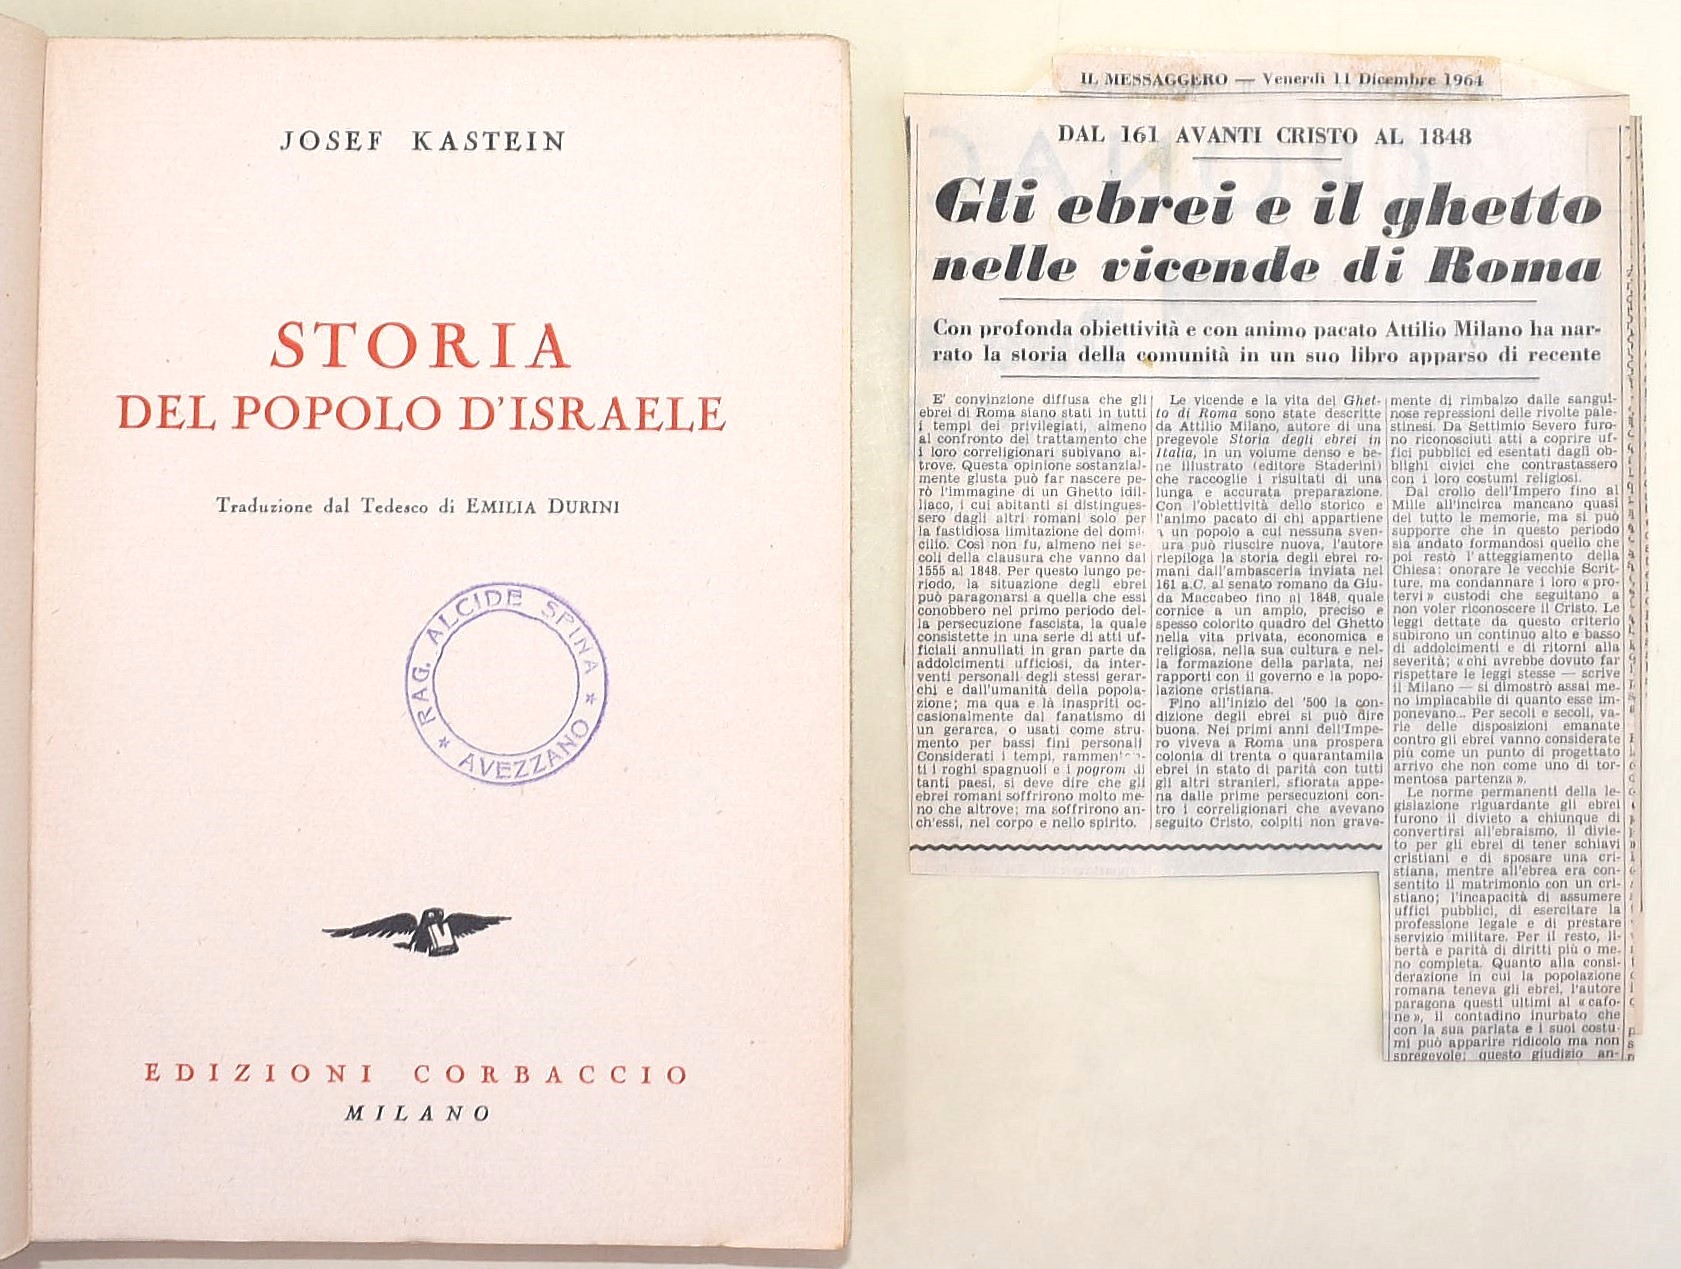 JOSEF KASTEIN
STORIA
DEL POPOLO D'ISRAELE
Traduzione dal Tedesco di EMILIA DURINI
* RAG. ALCIDE SPINA *
AVEZZANO
EDIZIONI CORBACCIO
MILANO
IL MESSAGGERO — Venerdì 11 Dicembre 1964
DAL 161 AVANTI CRISTO AL 1848
Gli ebrei e il ghetto
nelle vicende di Roma
Con profonda obiettività e con animo pacato Attilio Milano ha nar-
rato la storia della comunità in un suo libro apparso di recente
E' convinzione diffusa che gli
ebrei di Roma siano stati in tutti
i tempi dei privilegiati, almeno
al confronto del trattamento che
i loro correligionari subivano al-
trove. Questa opinione sostanzial-
mente giusta può far nascere pe-
rò l'immagine di un Ghetto idil-
liaco, i cui abitanti si distingues-
sero dagli altri romani solo per
la fastidiosa limitazione del domi-
cilio. Così non fu, almeno nei se-
coli della clausura che vanno dal
1555 al 1848. Per questo lungo pe-
riodo, la situazione degli ebrei
può paragonarsi a quella che essi
conobbero nel primo periodo del-
la persecuzione fascista, la quale
consistette in una serie di atti uf-
ficiali annullati in gran parte da
addolcimenti ufficiosi, da inter-
venti personali degli stessi gerar-
chi e dall'umanità della popola-
zione; ma qua e là inaspriti oc-
casionalmente dal fanatismo di
un gerarca, o usati come stru-
mento per bassi fini personali
Considerati i tempi, ramment
ti i roghi spagnuoli e i pogrom di
tanti paesi, si deve dire che gli
ebrei romani soffrirono molto me-
no che altrove; ma soffrirono an-
ch'essi, nel corpo e nello spirito.
Le vicende e la vita del Ghet-
to di Roma sono state descritte
da Attilio Milano, autore di una
pregevole Storia degli ebrei in
Italia, in un volume denso e be-
ne illustrato (editore Staderini)
che raccoglie i risultati di una
lunga e accurata preparazione.
Con l'obiettività dello storico e
l'animo pacato di chi appartiene
a un popolo a cui nessuna sven-
ura può riuscire nuova, l'autore
riepiloga la storia degli ebrei ro-
mani dall'ambasceria inviata nel
161 a.C. al senato romano da Giu-
da Maccabeo fino al 1848, quale
cornice a un ampio, preciso e
spesso colorito quadro del Ghetto
nella vita privata, economica e
religiosa, nella sua cultura e nel-
la formazione della parlata, nei
rapporti con il governo e la popo-
lazione cristiana.
Fino all'inizio del '500 la con-
dizione degli ebrei si può dire
buona. Nei primi anni dell'Impe-
ro viveva a Roma una prospera
colonia di trenta o quarantamila
ebrei in stato di parità con tutti
gli altri stranieri, sfiorata appe-
na dalle prime persecuzioni con-
tro i correligionari che avevano
seguito Cristo, colpiti non grave-
mente di rimbalzo dalle sangui-
nose repressioni delle rivolte pale-
stinesi. Da Settimio Severo furo-
no riconosciuti atti a coprire uf-
fici pubblici ed esentati dagli ob-
blighi civici che contrastassero
con i loro costumi religiosi.
Dal crollo dell'Impero fino al
Mille all'incirca mancano quasi
del tutto le memorie, ma si può
supporre che in questo periodo
sia andato formandosi quello che
poi restò l'atteggiamento della
Chiesa: onorare le vecchie Scrit-
ture, ma condannare i loro « pro-
tervi » custodi che seguitano a
non voler riconoscere il Cristo. Le
leggi dettate da questo criterio
subirono un continuo alto e basso
di addolcimenti e di ritorni alla
severità; « chi avrebbe dovuto far
rispettare le leggi stesse — scrive
il Milano — si dimostrò assai me-
no implacabile di quanto esse im-
ponevano... Per secoli e secoli, va-
rie delle disposizioni emanate
contro gli ebrei vanno considerate
più come un punto di progettato
arrivo che non come uno di tor-
mentosa partenza ».
Le norme permanenti della le-
gislazione riguardante gli ebrei
furono il divieto a chiunque di
convertirsi all'ebraismo, il divie-
to per gli ebrei di tener schiavi
cristiani e di sposare una cri-
stiana, mentre all'ebrea era con-
sentito il matrimonio con un cri-
stiano; l'incapacità di assumere
uffici pubblici, di esercitare la
professione legale e di prestare
servizio militare. Per il resto, li-
bertà e parità di diritti più o me-
no completa. Quanto alla consi-
derazione in cui la popolazione
romana teneva gli ebrei, l'autore
paragona questi ultimi al « cafo-
ne », il contadino inurbato che
con la sua parlata e i suoi costu-
mi può apparire ridicolo ma non
spregevole; questo giudizio an-